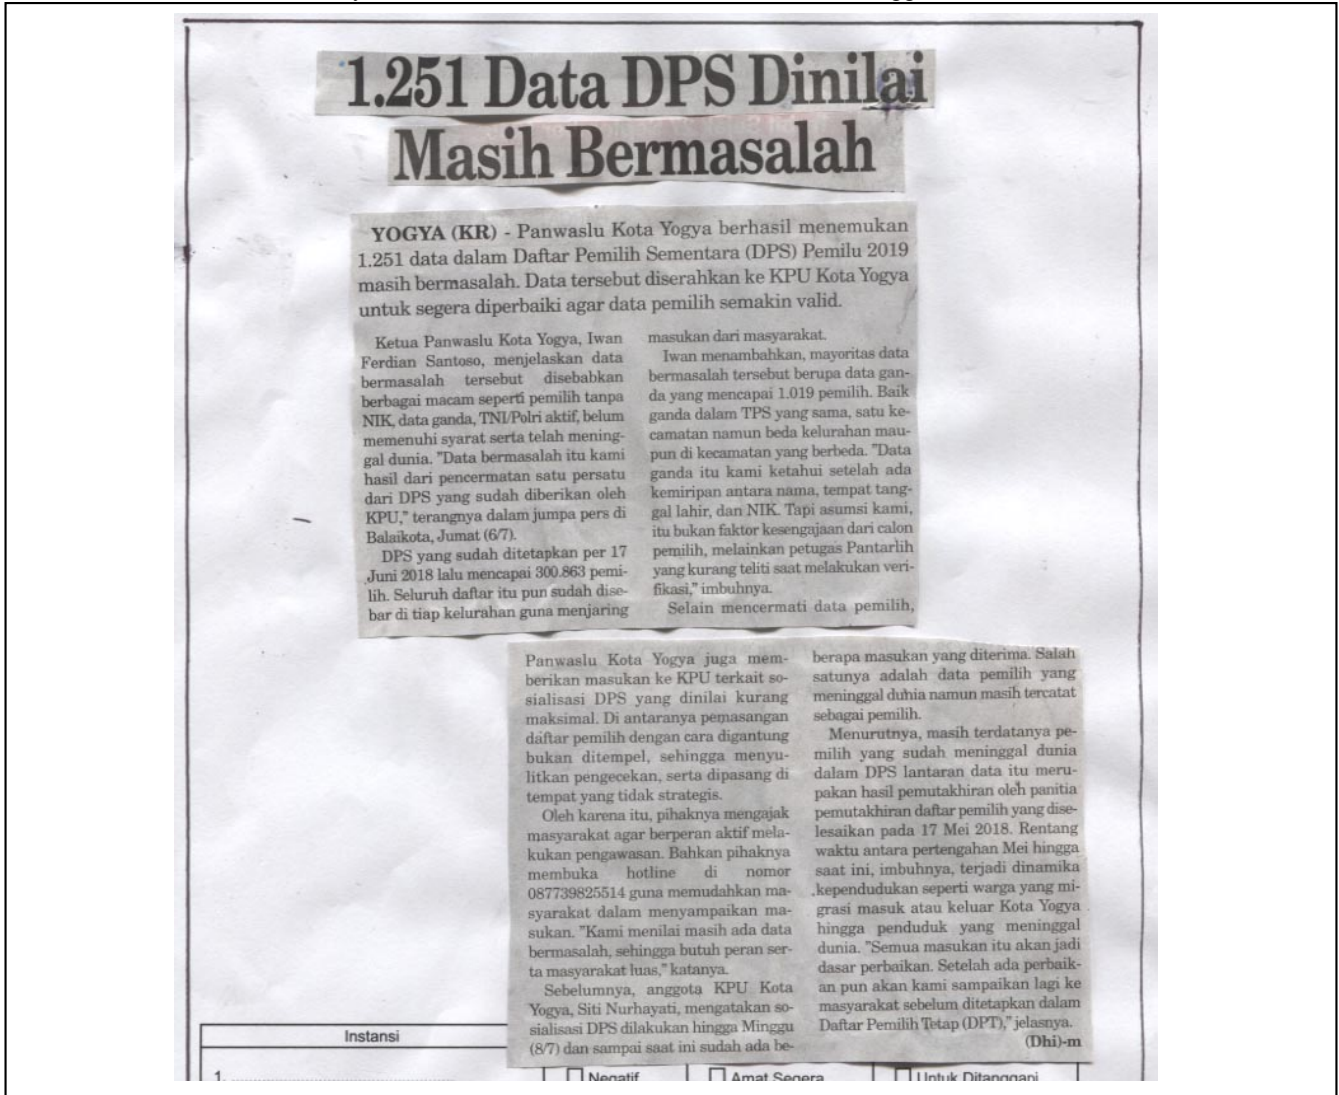 1.251 Data DPS Dinilai
Masih Bermasalah
YOGYA (KR) - Panwaslu Kota Yogya berhasil menemukan
1.251 data dalam Daftar Pemilih Sementara (DPS) Pemilu 2019
masih bermasalah. Data tersebut diserahkan ke KPU Kota Yogya
untuk segera diperbaiki agar data pemilih semakin valid.
Ketua Panwaslu Kota Yogya, Iwan
Ferdian Santoso, menjelaskan data
bermasalah tersebut disebabkan
berbagai macam seperti pemilih tanpa
NIK, data ganda, TNI/Polri aktif, belum
memenuhi syarat serta telah mening-
gal dunia. "Data bermasalah itu kami
hasil dari pencermatan satu persatu
dari DPS yang sudah diberikan oleh
KPU," terangnya dalam jumpa pers di
Balaikota, Jumat (6/7).
DPS yang sudah ditetapkan per 17
Juni 2018 lalu mencapai 300.863 pemi-
lih. Seluruh daftar itu pun sudah dise-
bar di tiap kelurahan guna menjaring
masukan dari masyarakat.
Iwan menambahkan, mayoritas data
bermasalah tersebut berupa data gan-
da yang mencapai 1.019 pemilih. Baik
ganda dalam TPS yang sama, satu ke-
camatan namun beda kelurahan mau-
pun di kecamatan yang berbeda. "Data
ganda itu kami ketahui setelah ada
kemiripan antara nama, tempat tang-
gal lahir, dan NIK. Tapi asumsi kami,
itu bukan faktor kesengajaan dari calon
pemilih, melainkan petugas Pantarlih
yang kurang teliti saat melakukan veri-
fikasi," imbuhnya.
Selain mencermati data pemilih,
Panwaslu Kota Yogya juga mem-
berikan masukan ke KPU terkait so-
sialisasi DPS yang dinilai kurang
maksimal. Di antaranya pemasangan
daftar pemilih dengan cara digantung
bukan ditempel, sehingga menyu-
litkan pengecekan, serta dipasang di
tempat yang tidak strategis.
Oleh karena itu, pihaknya mengajak
masyarakat agar berperan aktif mela-
kukan pengawasan. Bahkan pihaknya
membuka hotline di nomor
087739825514 guna memudahkan ma-
syarakat dalam menyampaikan ma-
sukan. "Kami menilai masih ada data
bermasalah, sehingga butuh peran ser-
ta masyarakat luas," katanya.
Sebelumnya, anggota KPU Kota
Yogya, Siti Nurhayati, mengatakan so-
sialisasi DPS dilakukan hingga Minggu
(8/7) dan sampai saat ini sudah ada be-
berapa masukan yang diterima. Salah
satunya adalah data pemilih yang
meninggal dunia namun masih tercatat
sebagai pemilih.
Menurutnya, masih terdatanya pe-
milih yang sudah meninggal dunia
dalam DPS lantaran data itu meru-
pakan hasil pemutakhiran oleh panitia
pemutakhiran daftar pemilih yang dise-
lesaikan pada 17 Mei 2018. Rentang
waktu antara pertengahan Mei hingga
saat ini, imbuhnya, terjadi dinamika
kependudukan seperti warga yang mi-
grasi masuk atau keluar Kota Yogya
hingga penduduk yang meninggal
dunia. "Semua masukan itu akan jadi
dasar perbaikan. Setelah ada perbaik-
an pun akan kami sampaikan lagi ke
masyarakat sebelum ditetapkan dalam
Daftar Pemilih Tetap (DPT)," jelasnya.
(Dhi)-m
Instansi
1.
Negatif
Amat Segera
Untuk Ditanggapi